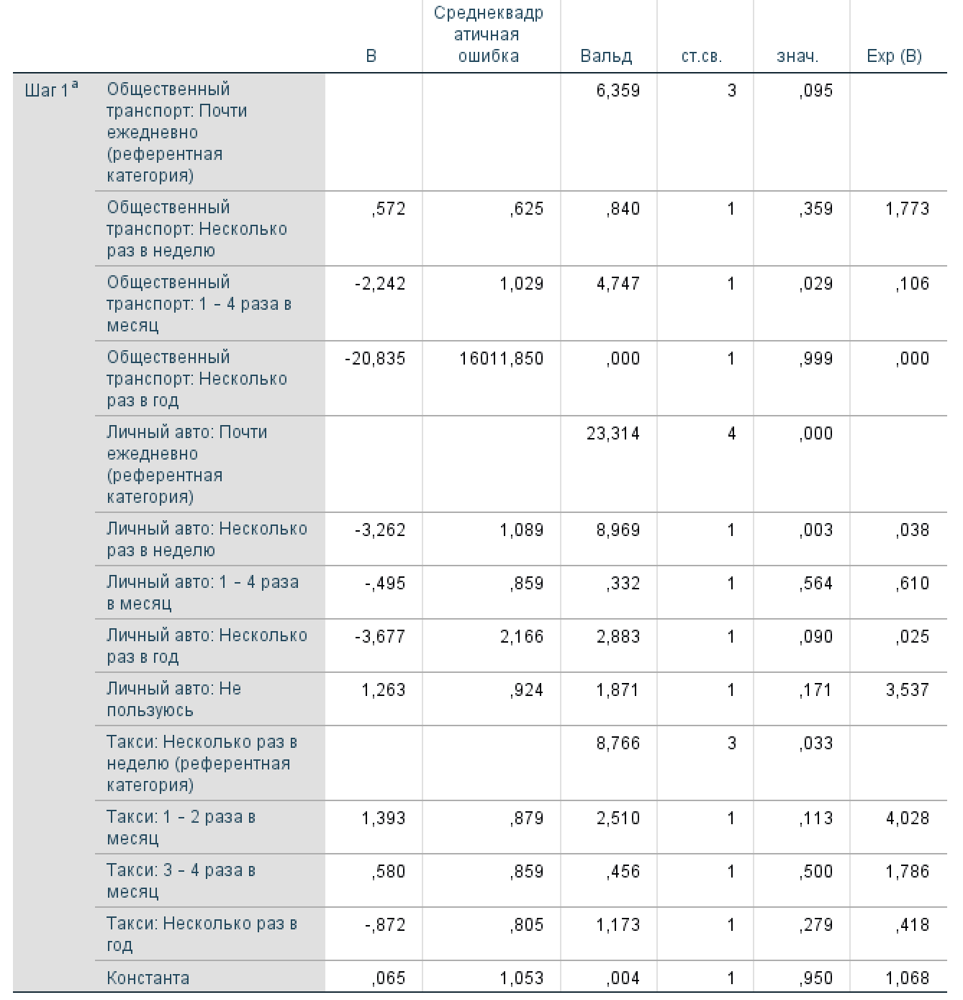 Среднеквадр
атичная
B ошибка Вальд ст.св. знач. Exp (B)
Шаг 1a Общественный 6,359 3 ,095
транспорт: Почти
ежедневно
(референтная
категория)
Общественный ,572 ,625 ,840 1 ,359 1,773
транспорт: Несколько
раз в неделю
Общественный -2,242 1,029 4,747 1 ,029 ,106
транспорт: 1 – 4 раза в
месяц
Общественный -20,835 16011,850 ,000 1 ,999 ,000
транспорт: Несколько
раз в год
Личный авто: Почти 23,314 4 ,000
ежедневно
(референтная
категория)
Личный авто: Несколько -3,262 1,089 8,969 1 ,003 ,038
раз в неделю
Личный авто: 1 – 4 раза -,495 ,859 ,332 1 ,564 ,610
в месяц
Личный авто: Несколько -3,677 2,166 2,883 1 ,090 ,025
раз в год
Личный авто: Не 1,263 ,924 1,871 1 ,171 3,537
пользуюсь
Такси: Несколько раз в 8,766 3 ,033
неделю (референтная
категория)
Такси: 1 – 2 раза в 1,393 ,879 2,510 1 ,113 4,028
месяц
Такси: 3 – 4 раза в ,580 ,859 ,456 1 ,500 1,786
месяц
Такси: Несколько раз в -,872 ,805 1,173 1 ,279 ,418
год
Константа ,065 1,053 ,004 1 ,950 1,068